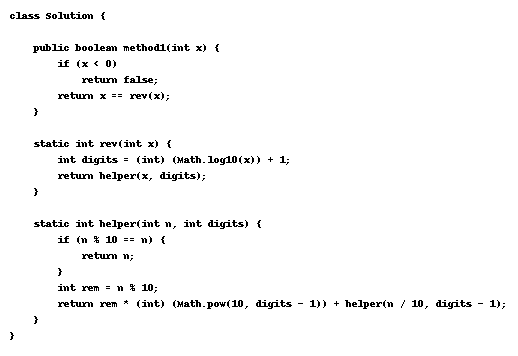 class Solution {
public boolean method1(int x) {
if (x < 0)
return false;
return x == rev(x);
}
static int rev(int x) {
int digits = (int) (Math.log10(x)) + 1;
return helper(x, digits);
}
static int helper(int n, int digits) {
if (n % 10 == n) {
return n;
}
int rem = n % 10;
return rem * (int) (Math.pow(10, digits - 1)) + helper(n / 10, digits - 1);
}
}